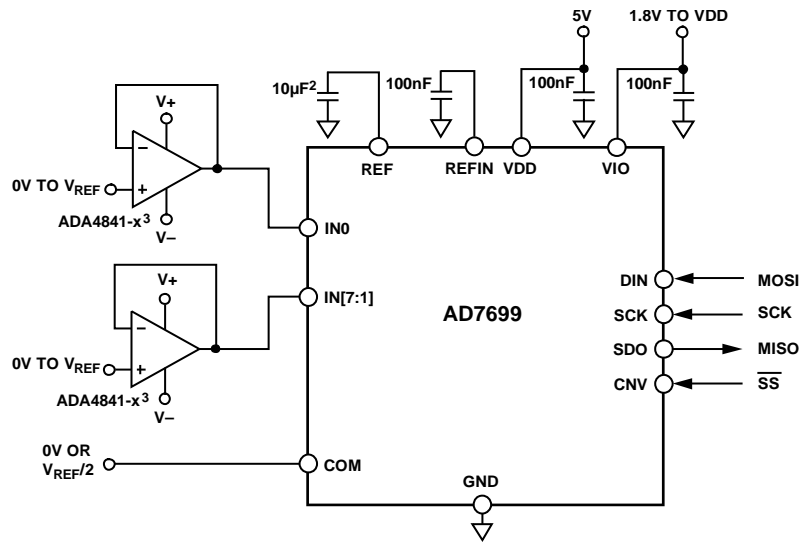 5V
1.8V TO VDD
10µF²
100nF
100nF
100nF
V+
REF
REFIN
VDD
VIO
–
+
0V TO VREF
ADA4841-x³
V–
IN0
V+
IN[7:1]
AD7699
DIN
MOSI
SCK
SCK
–
+
0V TO VREF
SDO
MISO
ADA4841-x³
CNV
SS
V–
0V OR
VREF/2
COM
GND